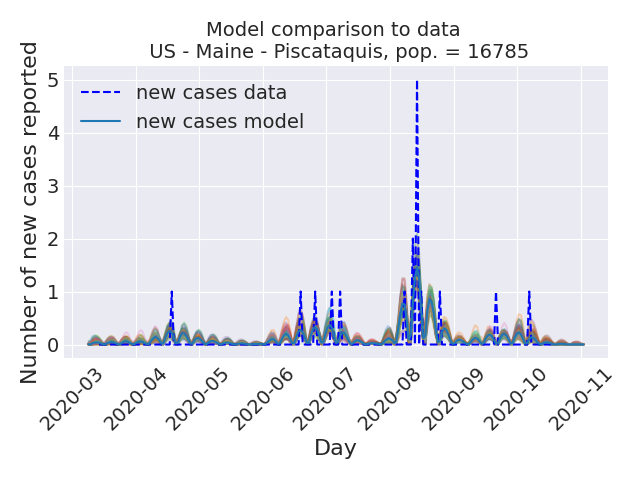 Model comparison to data
US - Maine - Piscataquis, pop. = 16785
Number of new cases reported
5
4
3
2
1
0
new cases data
new cases model
2020-03
2020-04
2020-05
2020-06
2020-07
2020-08
2020-09
2020-10
2020-11
Day